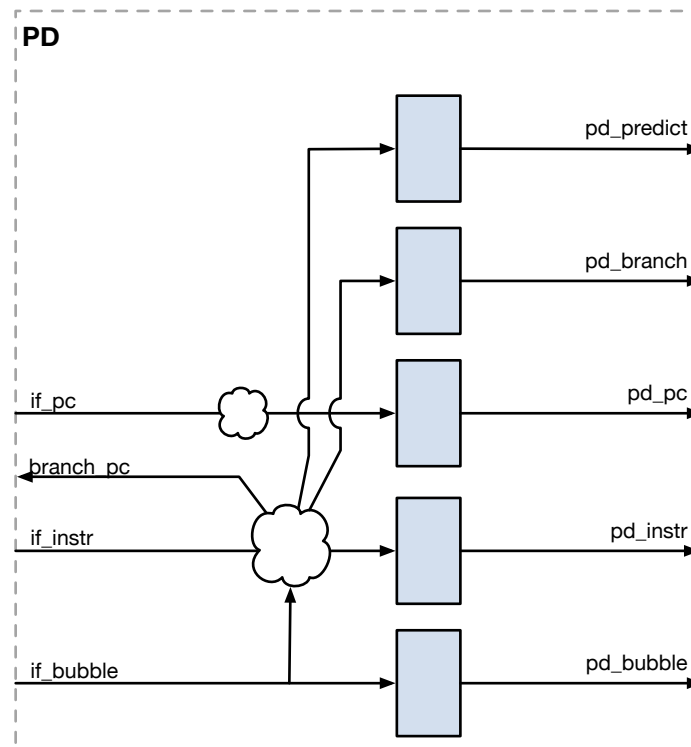 PD
pd_predict
pd_branch
if_pc
pd_pc
branch_pc
if_instr
pd_instr
if_bubble
pd_bubble